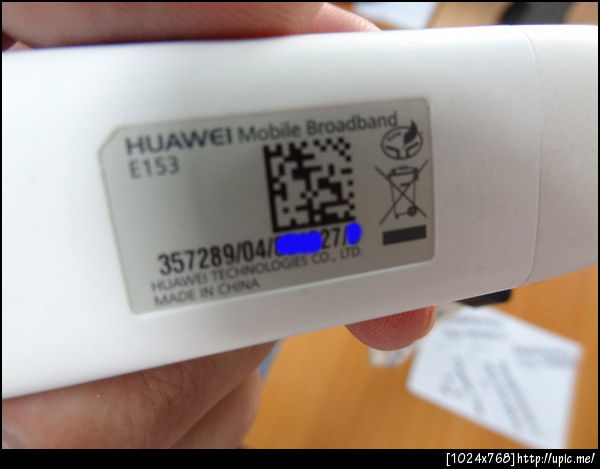 HUAWEI Mobile Broadband
E153
357289/04/ 27/
HUAWEI TECHNOLOGIES CO., LTD.
MADE IN CHINA
[1024x768]http://upic.me/